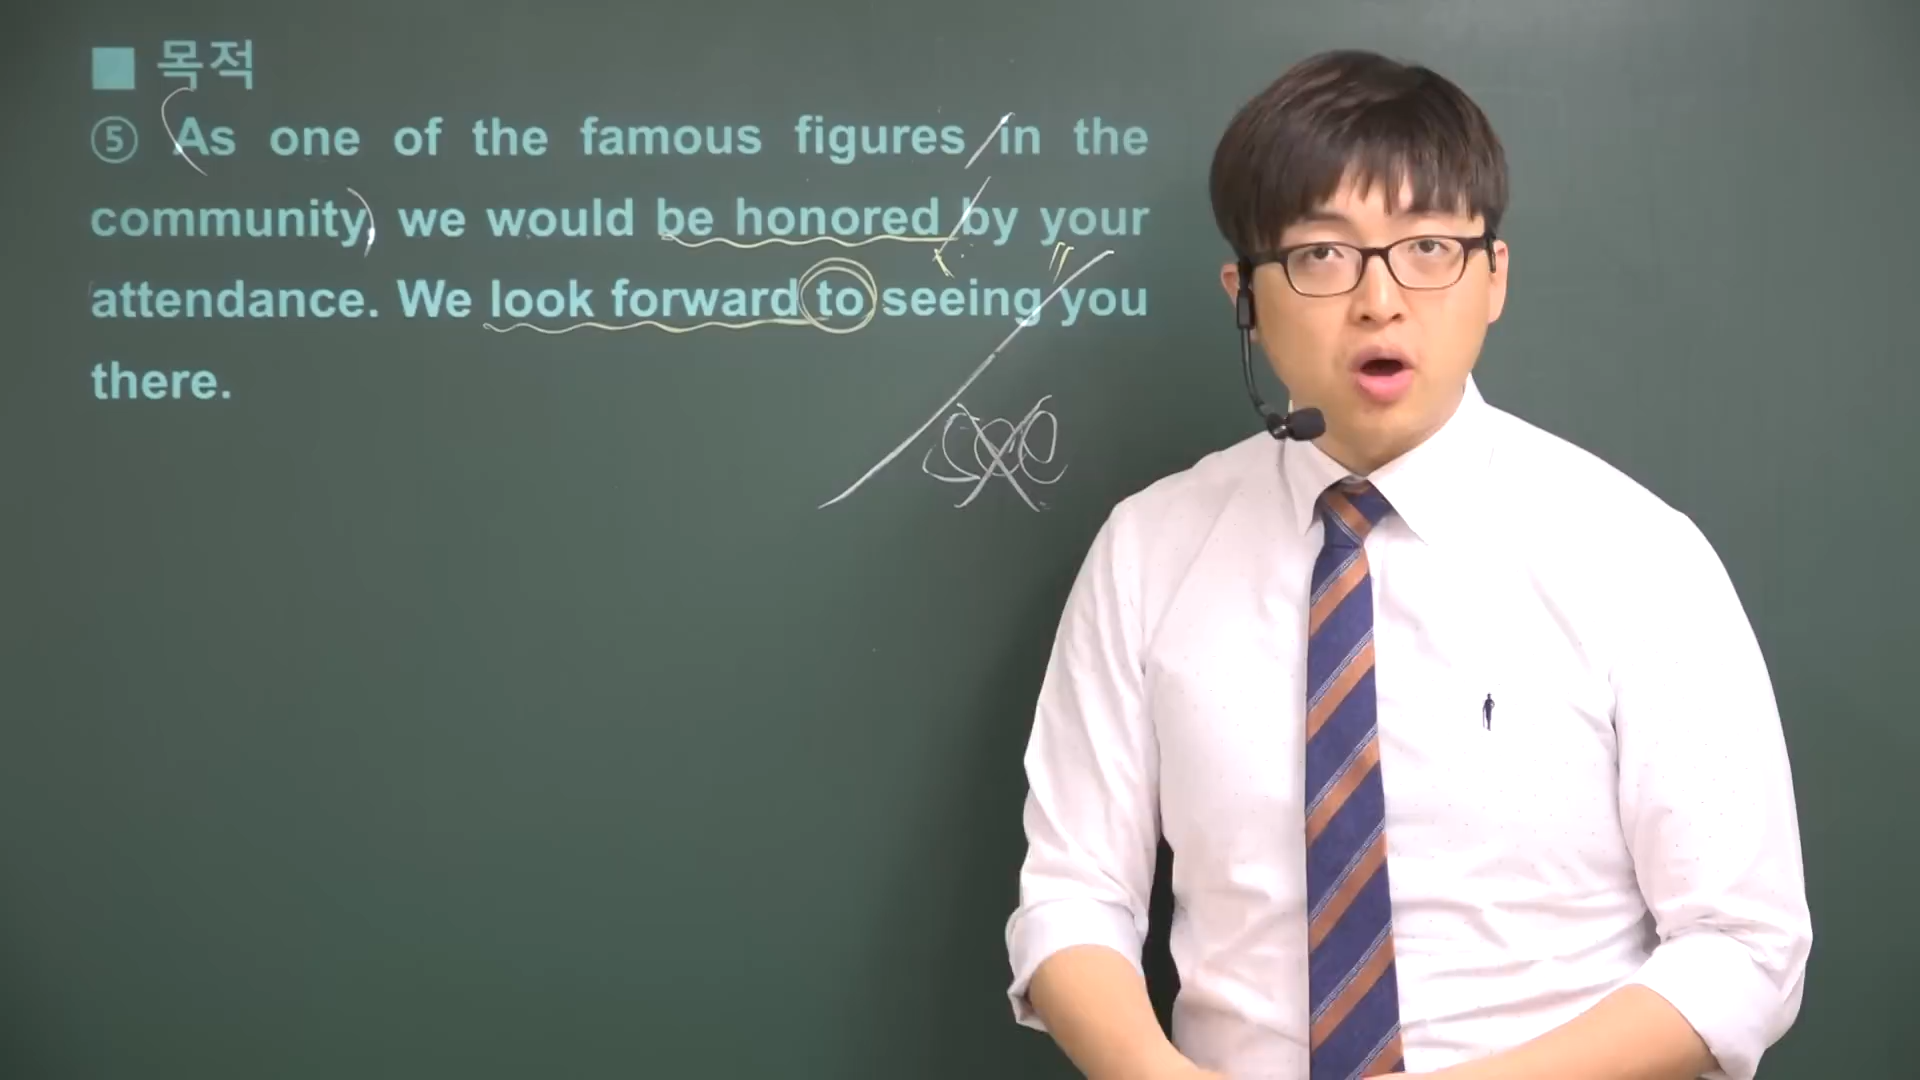 ■ 목적
⑤ As one of the famous figures in the
community, we would be honored by your
attendance. We look forward to seeing you
there.
see